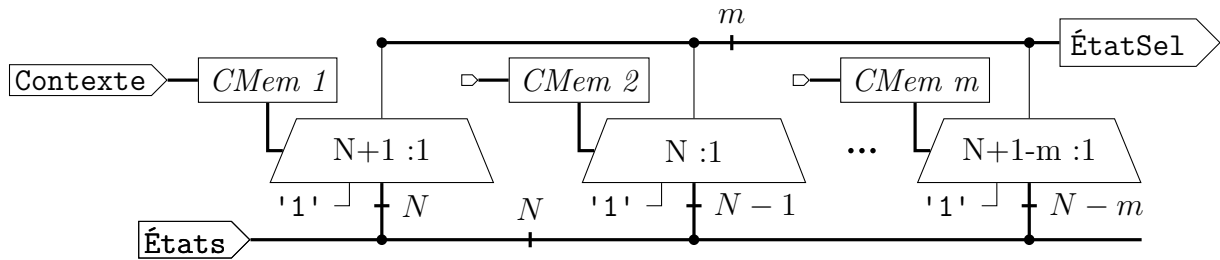 m
ÉtatSel
Contexte
CMem 1
CMem 2
CMem m
N+1 :1
N :1
...
N+1-m :1
'1'
N
'1'
N − 1
'1'
N − m
N
États